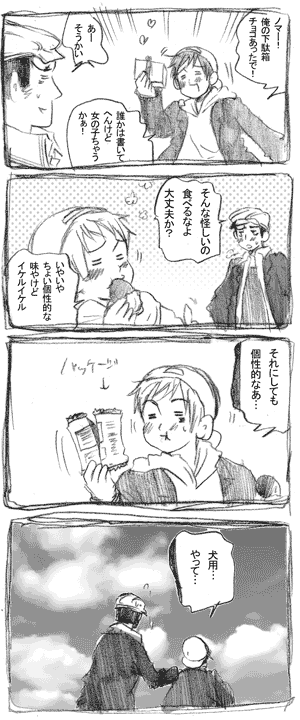 ノマー！
俺の下駄箱
チョコあったで！
あー
そうかい
誰かは書いて
へんけど
女の子ちゃう
かぁ！
そんな怪しいの
食べるなよ
大丈夫か？
いやいや
ちょい個性的な
味やけど
イケルイケル
それにしても
個性的なあ…
パッケージ
犬用…
やって…